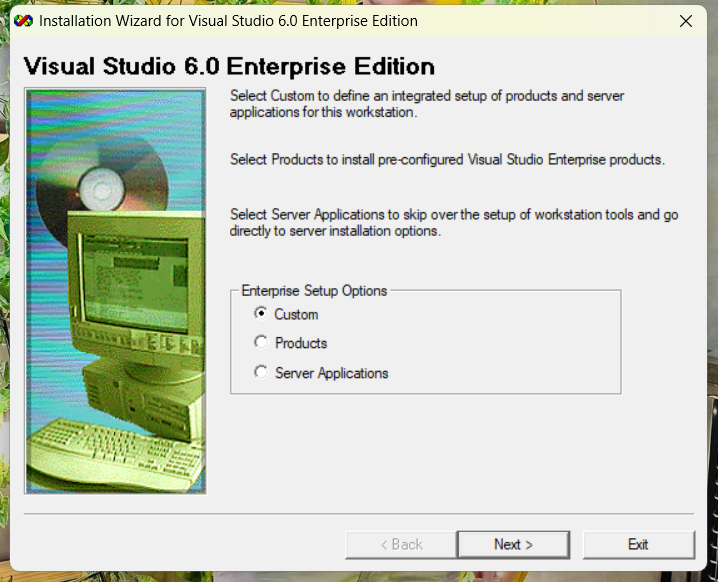 Installation Wizard for Visual Studio 6.0 Enterprise Edition
Visual Studio 6.0 Enterprise Edition
Select Custom to define an integrated setup of products and server
applications for this workstation.
Select Products to install pre-configured Visual Studio Enterprise products.
Select Server Applications to skip over the setup of workstation tools and go
directly to server installation options.
Enterprise Setup Options
Custom
Products
Server Applications
< Back
Next >
Exit